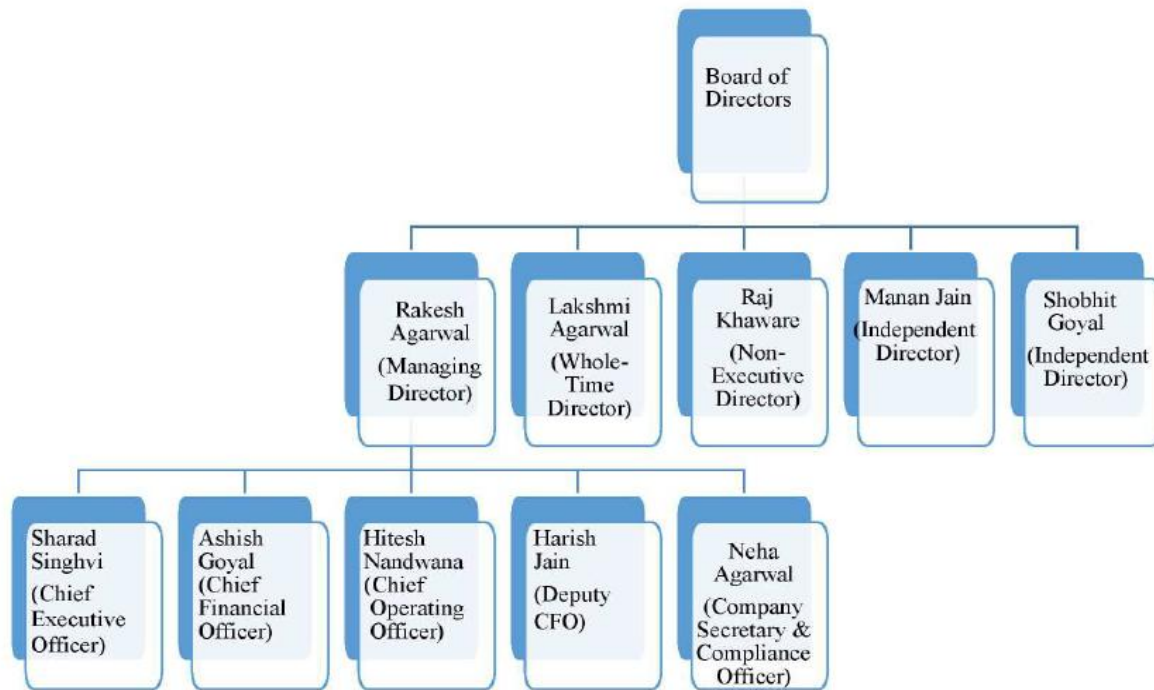 Board of
Directors
Rakesh
Agarwal
(Managing
Director)
Lakshmi
Agarwal
(Whole-
Time
Director)
Raj
Khaware
(Non-
Executive
Director)
Manan Jain
(Independent
Director)
Shobhit
Goyal
(Independent
Director)
Sharad
Singhvi
(Chief
Executive
Officer)
Ashish
Goyal
(Chief
Financial
Officer)
Hitesh
Nandwana
(Chief
Operating
Officer)
Harish
Jain
(Deputy
CFO)
Neha
Agarwal
(Company
Secretary &
Compliance
Officer)